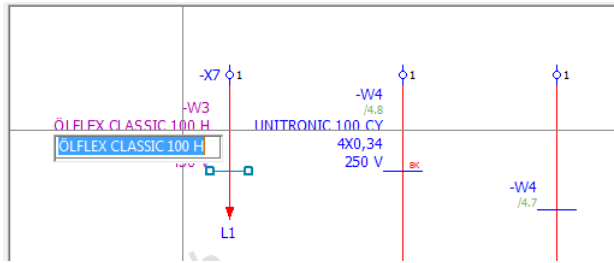 -X7 1 1 1
-W3 -W4
/4.8
ÖLFLEX CLASSIC 100 H UNITRONIC 100 CY
ÖLFLEX CLASSIC 100 H 4X0,34
250 V BK
-W4
/4.7
L1